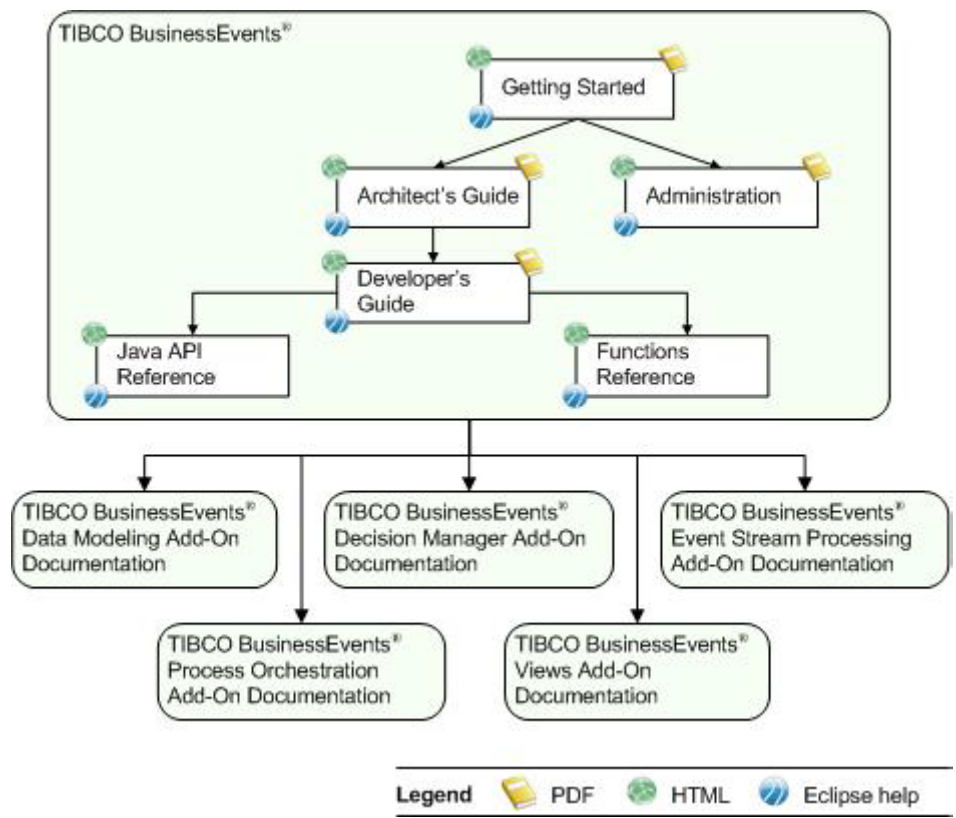 TIBCO BusinessEvents®
Getting Started
Architect's Guide
Administration
Developer's
Guide
Java API
Reference
Functions
Reference
TIBCO BusinessEvents®
Data Modeling Add-On
Documentation
TIBCO BusinessEvents®
Decision Manager Add-On
Documentation
TIBCO BusinessEvents®
Event Stream Processing
Add-On Documentation
TIBCO BusinessEvents®
Process Orchestration
Add-On Documentation
TIBCO BusinessEvents®
Views Add-On
Documentation
Legend PDF HTML Eclipse help